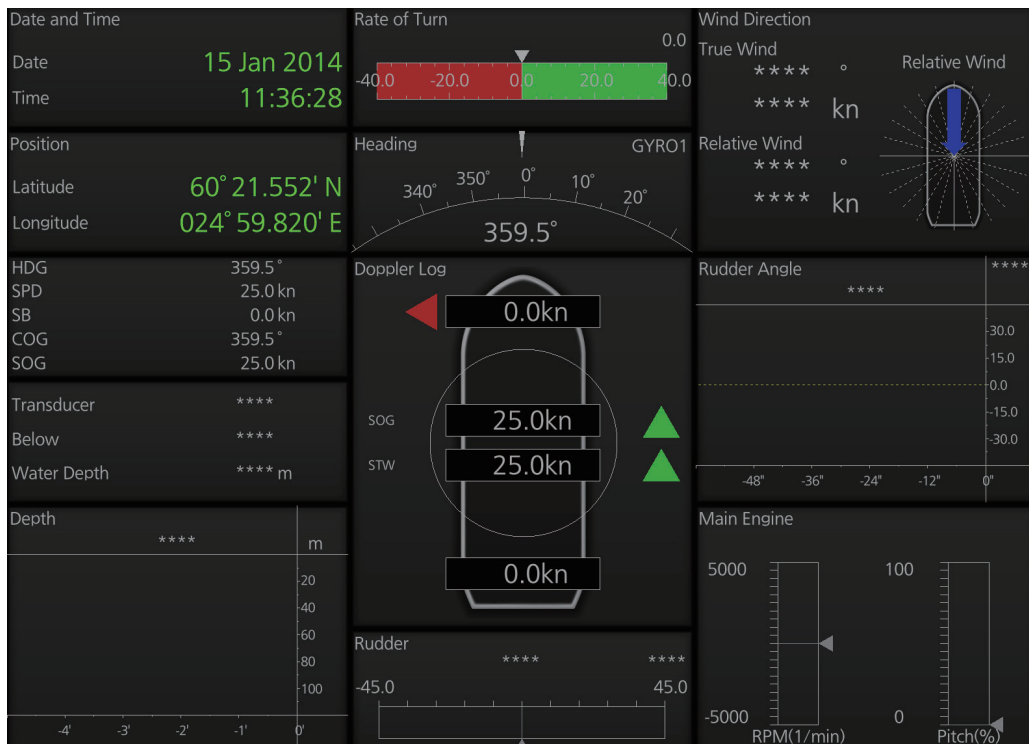 Date and Time
Date 15 Jan 2014
Time 11:36:28
Position
Latitude 60° 21.552' N
Longitude 024° 59.820' E
HDG 359.5°
SPD 25.0 kn
SB 0.0 kn
COG 359.5°
SOG 25.0 kn
Transducer ****
Below ****
Water Depth **** m
Depth
**** m
20
40
60
80
100
-4' -3' -2' -1' 0'
Rate of Turn
0.0
-40.0 -20.0 0.0 20.0 40.0
Heading GYRO1
340° 350° 0° 10° 20°
359.5°
Doppler Log
0.0kn
SOG 25.0kn
STW 25.0kn
0.0kn
Rudder
**** ****
-45.0 45.0
Wind Direction
True Wind
**** °
**** kn
Relative Wind
**** °
**** kn
Relative Wind
Rudder Angle ****
****
-30.0
-15.0
-0.0
-15.0
-30.0
-48" -36" -24" -12" 0"
Main Engine
5000 100
-5000 0
RPM(1/min) Pitch(%)